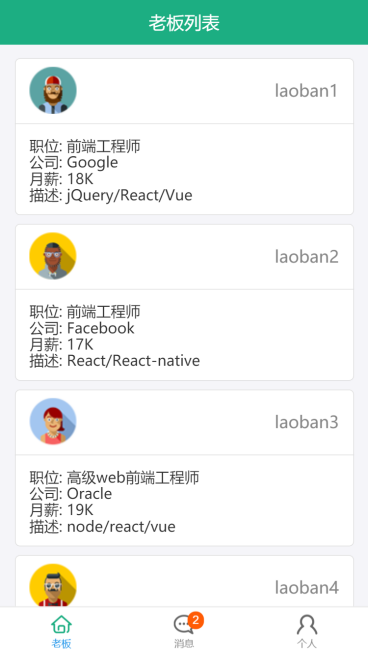 老板列表
laoban1
职位: 前端工程师
公司: Google
月薪: 18K
描述: jQuery/React/Vue
laoban2
职位: 前端工程师
公司: Facebook
月薪: 17K
描述: React/React-native
laoban3
职位: 高级web前端工程师
公司: Oracle
月薪: 19K
描述: node/react/vue
laoban4
2
老板 消息 个人